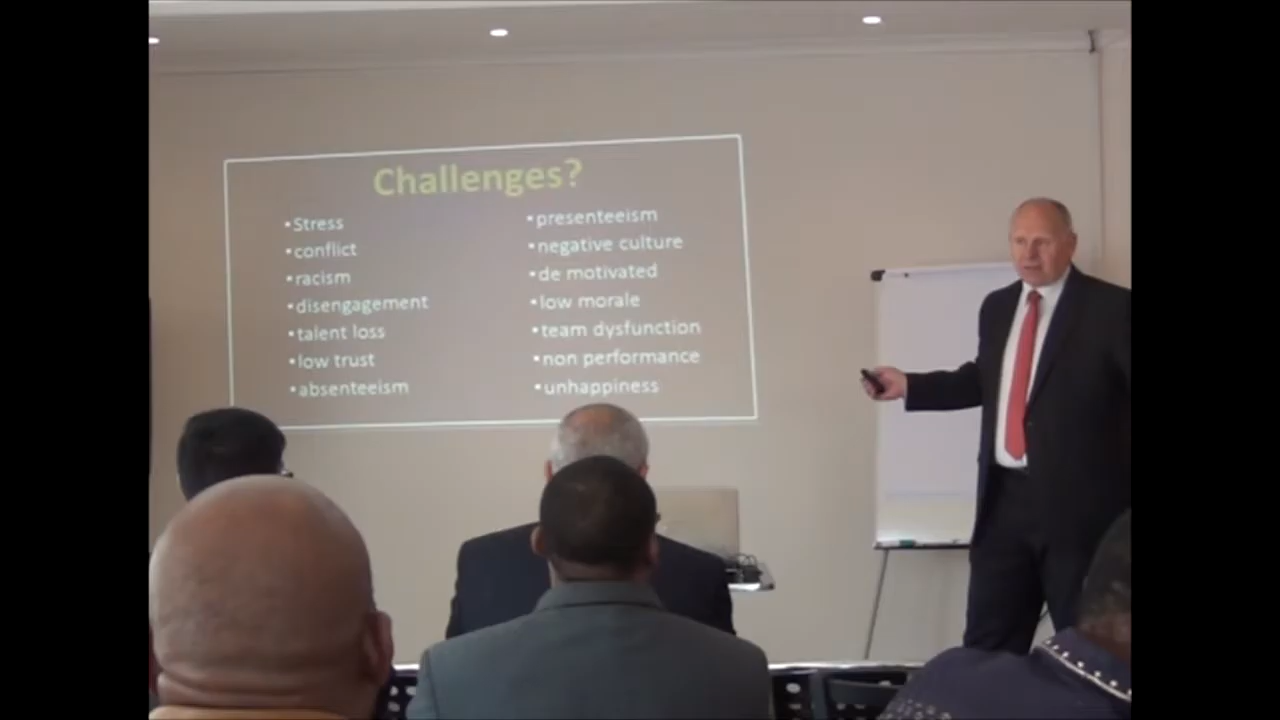 Challenges?
•Stress
•conflict
•racism
•disengagement
•talent loss
•low trust
•absenteeism
•presenteeism
•negative culture
•de motivated
•low morale
•team dysfunction
•non performance
•unhappiness